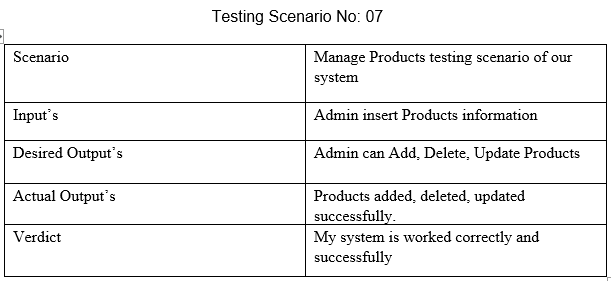 Testing Scenario No: 07
Scenario
Manage Products testing scenario of our
system
Input's
Admin insert Products information
Desired Output's
Admin can Add, Delete, Update Products
Actual Output's
Products added, deleted, updated
successfully.
Verdict
My system is worked correctly and
successfully